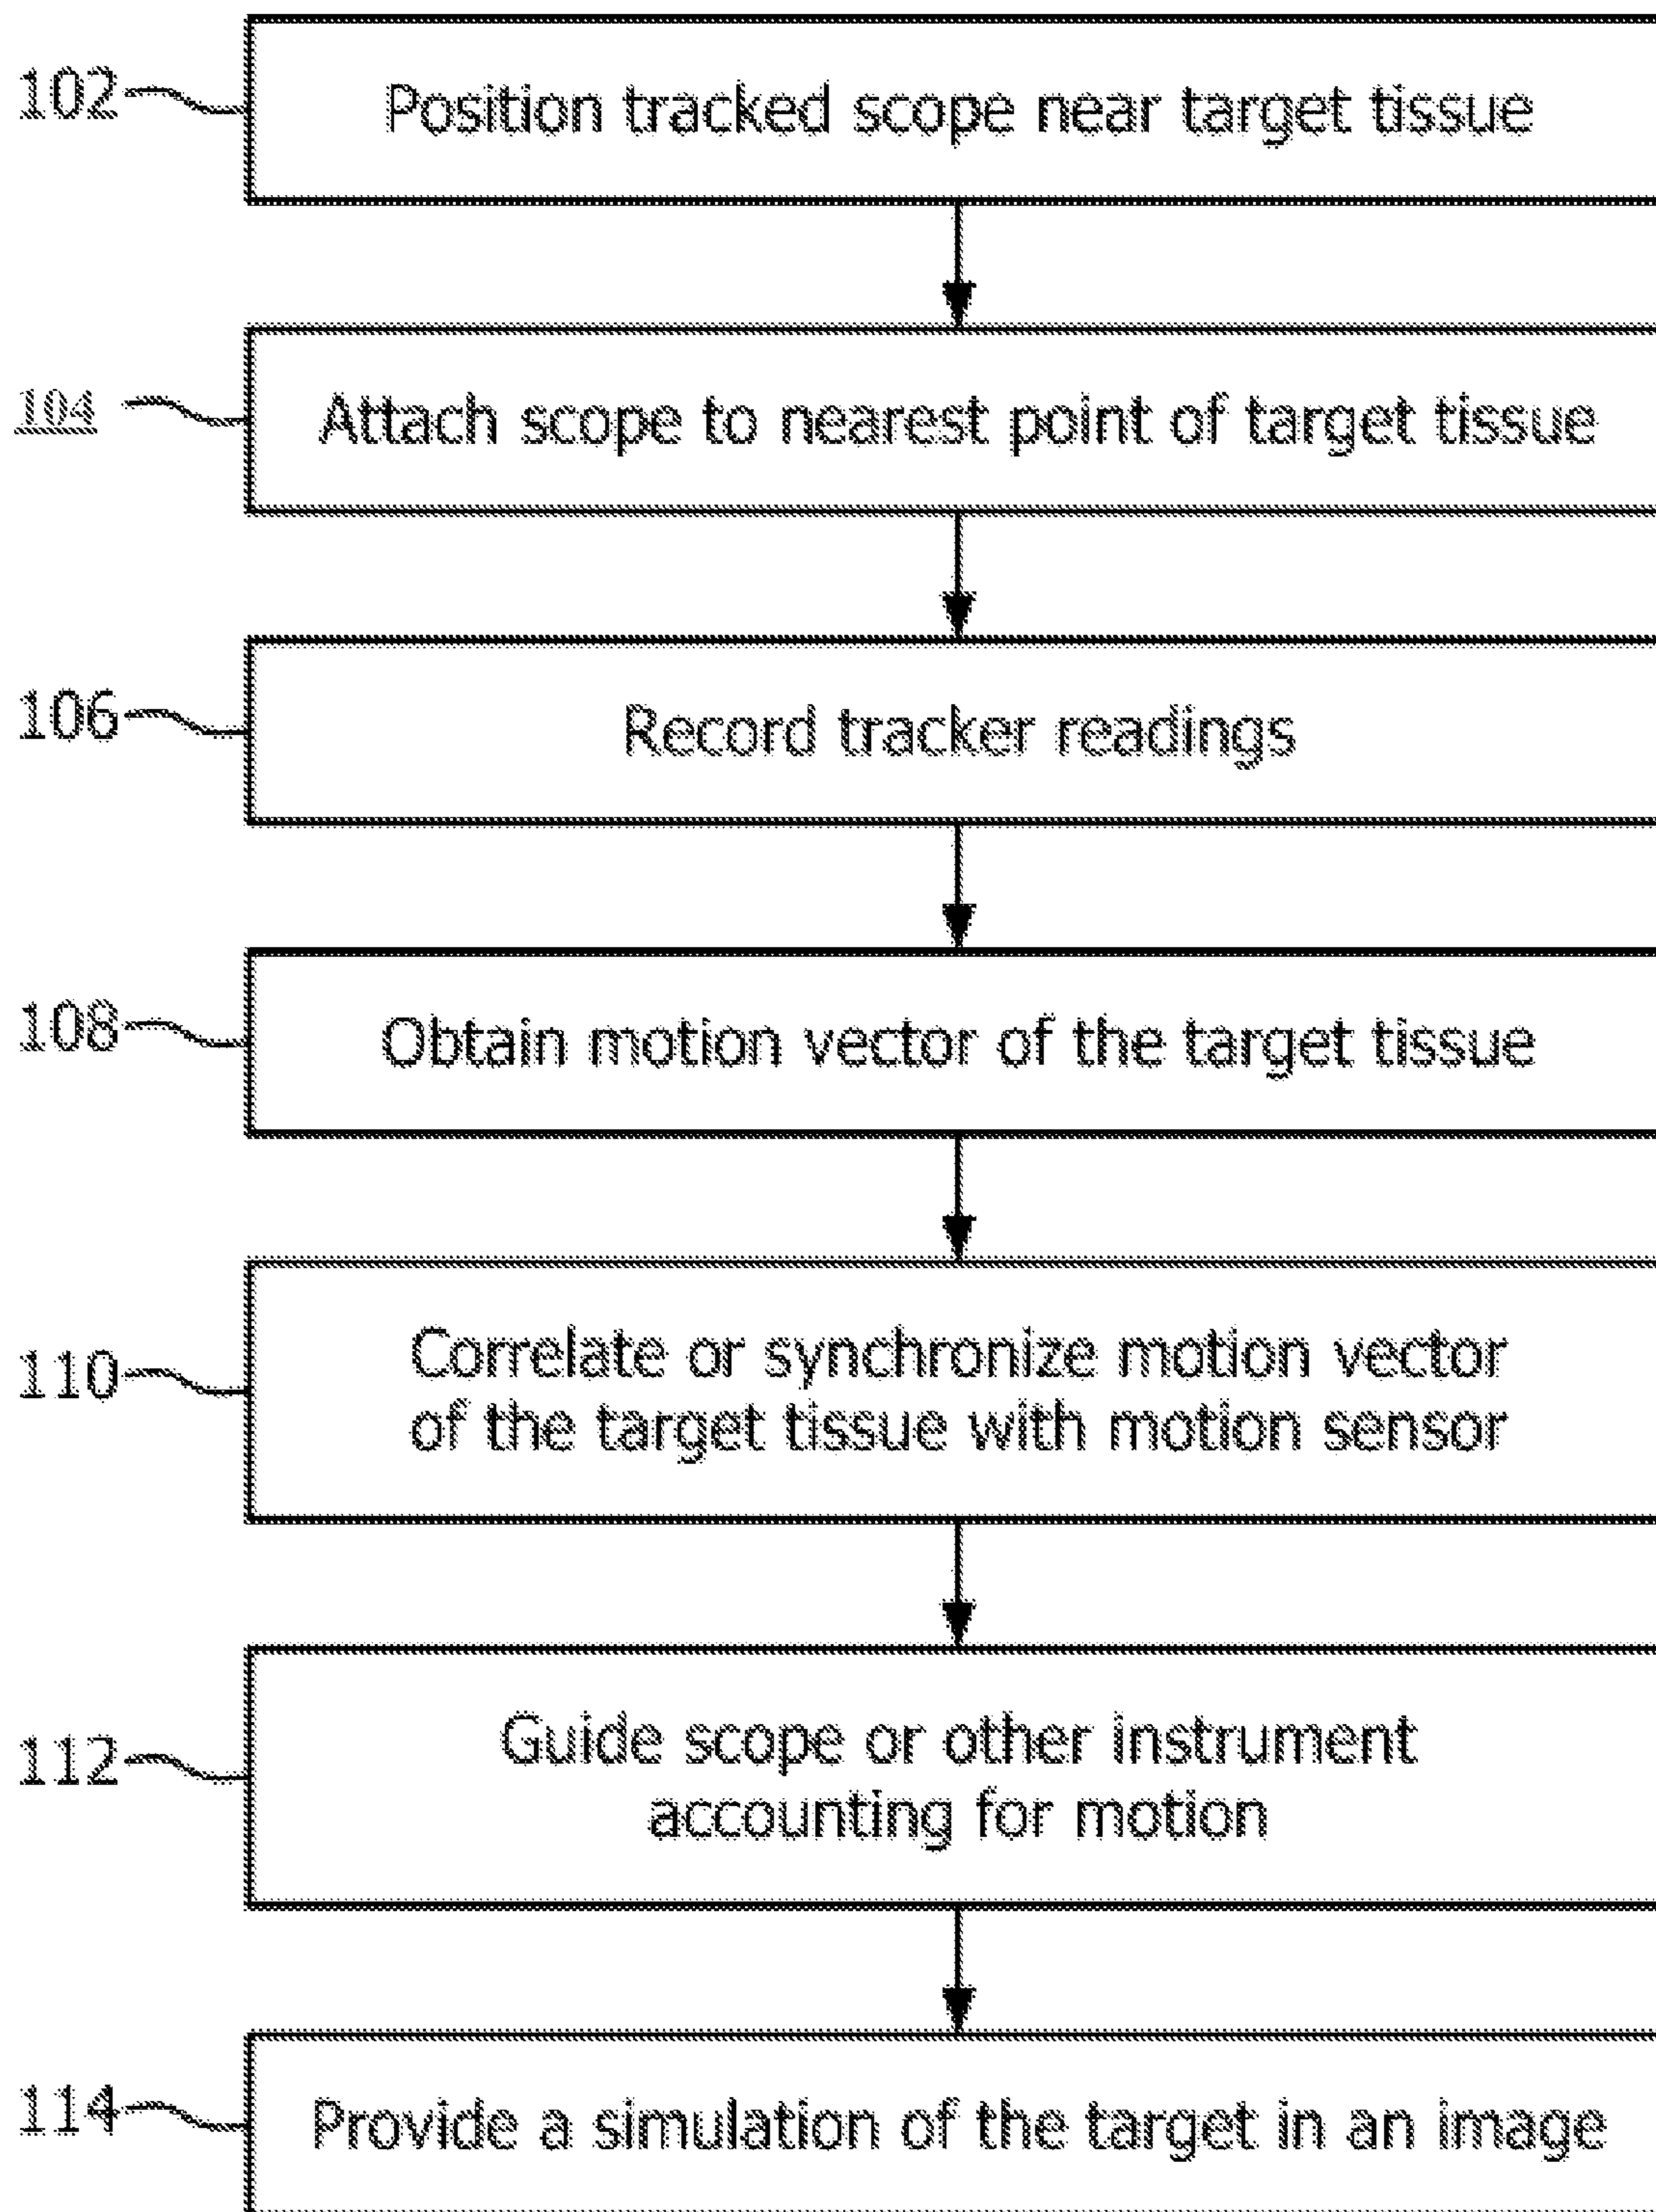 102 Position tracked scope near target tissue
104 Attach scope to nearest point of target tissue
106 Record tracker readings
108 Obtain motion vector of the target tissue
110 Correlate or synchronize motion vector
of the target tissue with motion sensor
112 Guide scope or other instrument
accounting for motion
114 Provide a simulation of the target in an image